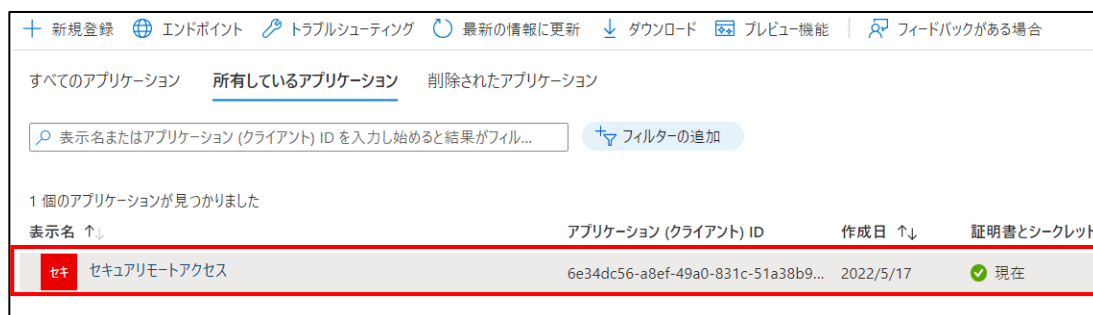 新規登録 エンドポイント トラブルシューティング 最新の情報に更新 ダウンロード プレビュー機能 フィードバックがある場合
すべてのアプリケーション 所有しているアプリケーション 削除されたアプリケーション
表示名またはアプリケーション (クライアント) ID を入力し始めると結果がフィル... フィルターの追加
1 個のアプリケーションが見つかりました
表示名 アプリケーション (クライアント) ID 作成日 証明書とシークレット
セキ セキュアリモートアクセス 6e34dc56-a8ef-49a0-831c-51a38b9... 2022/5/17 現在